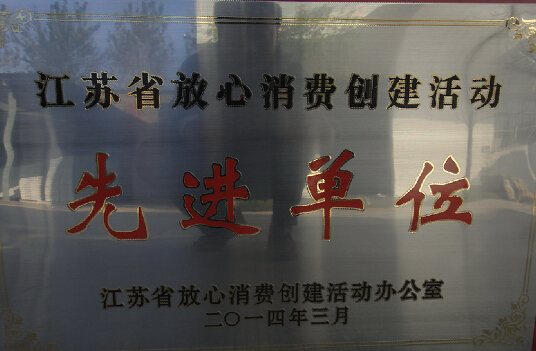 江苏省放心消费创建活动
先进单位
江苏省放心消费创建活动办公室
二〇一四年三月